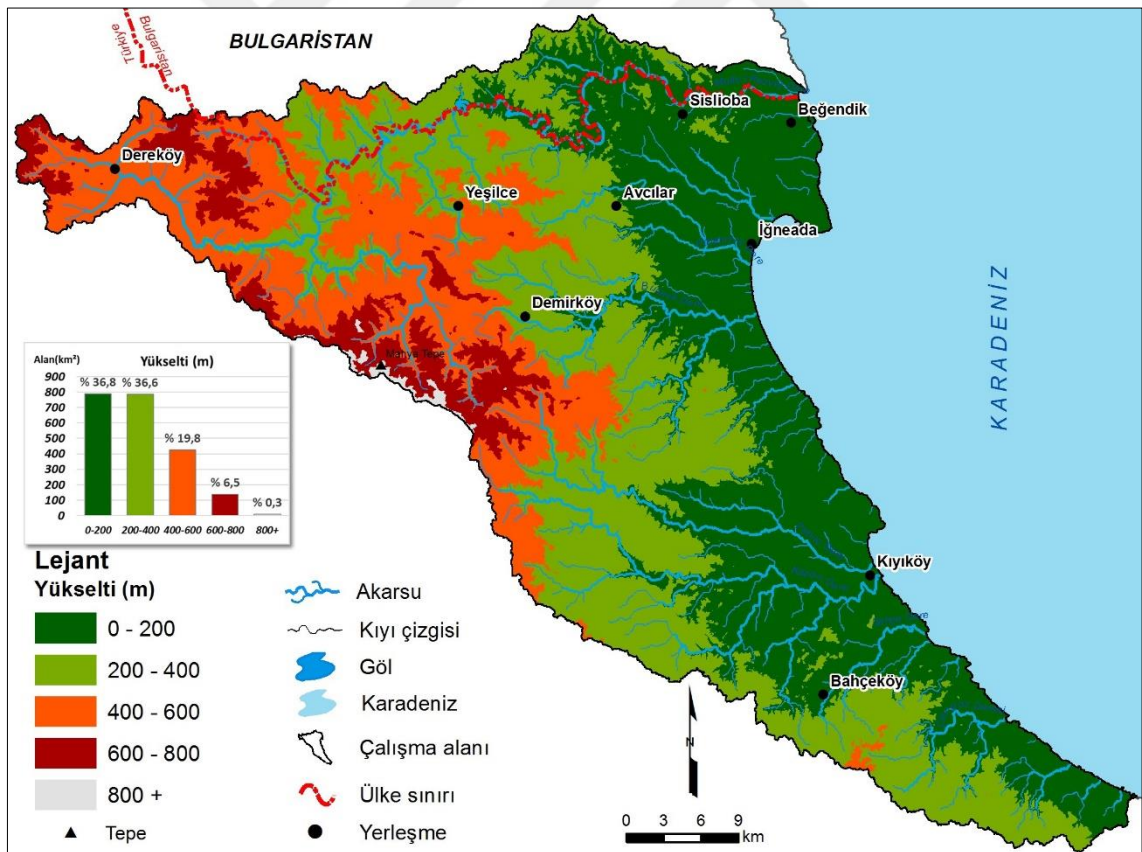 BULGARİSTAN
Bulgaristan
Türkiye
Sislioba
Beğendik
Dereköy
Yeşilce
Avcılar
İğneada
Demirköy
Mahya Tepe
KARADENİZ
Kıyıköy
Bahçeköy
Alan(km²) Yükselti (m)
900
800
700
600
500
400
300
200
100
0
% 36,8
% 36,6
% 19,8
% 6,5
% 0,3
0-200 200-400 400-600 600-800 800+
Lejant
Yükselti (m)
0 - 200
200 - 400
400 - 600
600 - 800
800 +
Tepe
Akarsu
Kıyı çizgisi
Göl
Karadeniz
Çalışma alanı
Ülke sınırı
Yerleşme
N
0 3 6 9
km